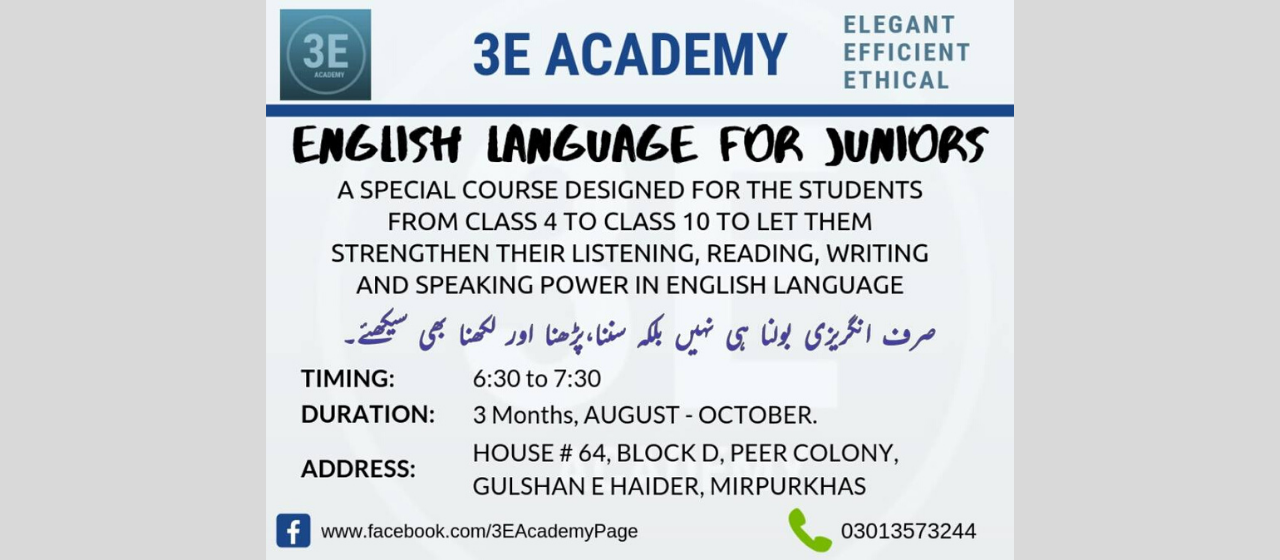 3E
ACADEMY
3E ACADEMY
ELEGANT
EFFICIENT
ETHICAL
ENGLISH LANGUAGE FOR JUNIORS
A SPECIAL COURSE DESIGNED FOR THE STUDENTS
FROM CLASS 4 TO CLASS 10 TO LET THEM
STRENGTHEN THEIR LISTENING, READING, WRITING
AND SPEAKING POWER IN ENGLISH LANGUAGE
صرف انگریزی بولنا ہی نہیں بلکہ سننا،پڑھنا اور لکھنا بھی سیکھئے۔
TIMING: 6:30 to 7:30
DURATION: 3 Months, AUGUST - OCTOBER.
ADDRESS: HOUSE # 64, BLOCK D, PEER COLONY,
GULSHAN E HAIDER, MIRPURKHAS
www.facebook.com/3EAcademyPage 03013573244